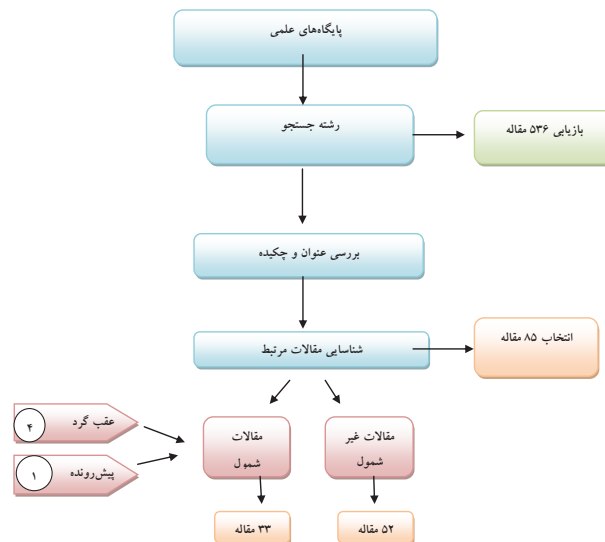 پایگاه‌های علمی
رشته جستجو
بازیابی ۵۳۶ مقاله
بررسی عنوان و چکیده
شناسایی مقالات مرتبط
انتخاب ۸۵ مقاله
عقب گرد
۴
پیش‌رونده
۱
مقالات
شمول
مقالات غیر
شمول
۳۳ مقاله
۵۲ مقاله